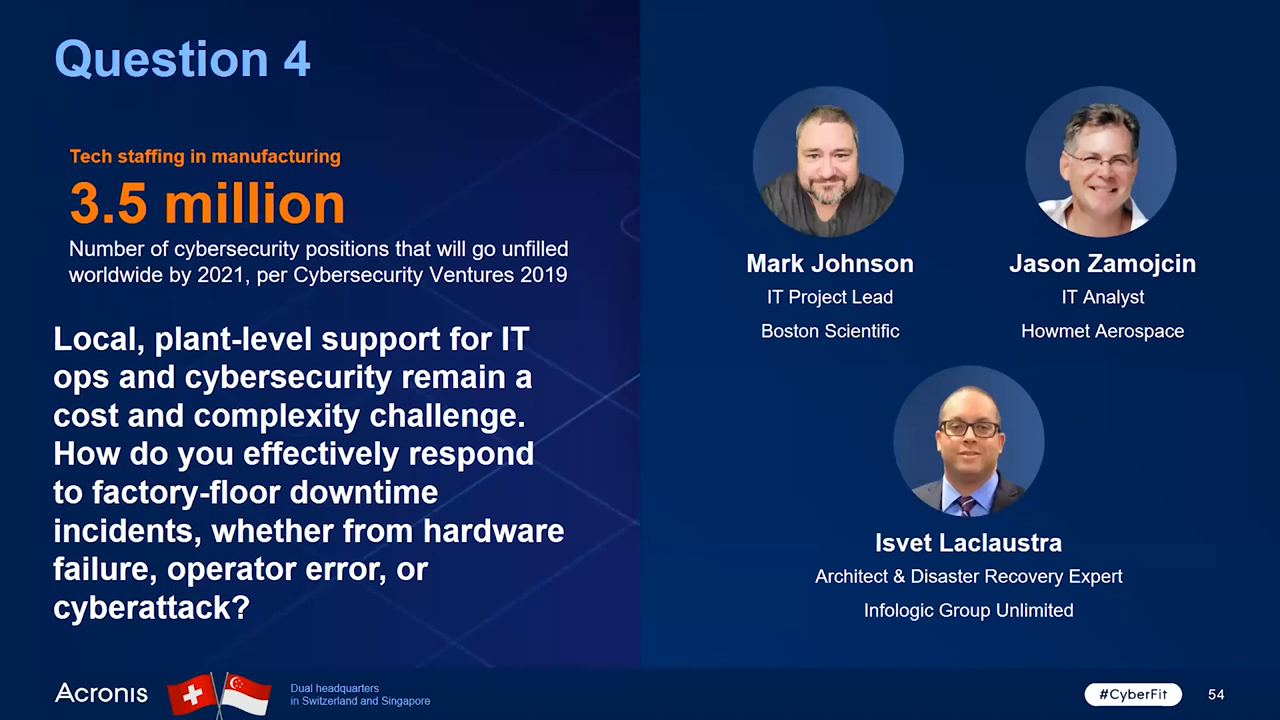 Question 4
Tech staffing in manufacturing
3.5 million
Number of cybersecurity positions that will go unfilled
worldwide by 2021, per Cybersecurity Ventures 2019
Local, plant-level support for IT
ops and cybersecurity remain a
cost and complexity challenge.
How do you effectively respond
to factory-floor downtime
incidents, whether from hardware
failure, operator error, or
cyberattack?
Mark Johnson
IT Project Lead
Boston Scientific
Jason Zamojcin
IT Analyst
Howmet Aerospace
Isvet Laclaustra
Architect & Disaster Recovery Expert
Infologic Group Unlimited
Acronis
Dual headquarters
in Switzerland and Singapore
#CyberFit
54